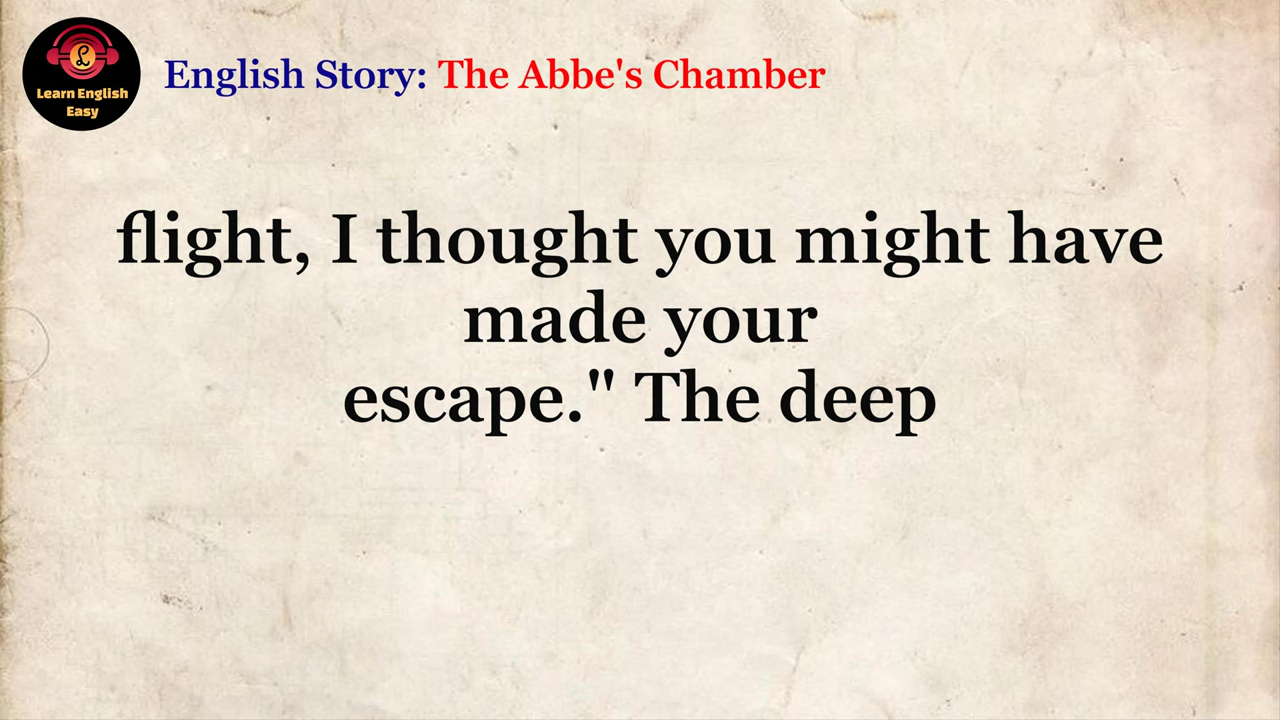 Learn English
Easy
English Story: The Abbe's Chamber
flight, I thought you might have
made your
escape." The deep